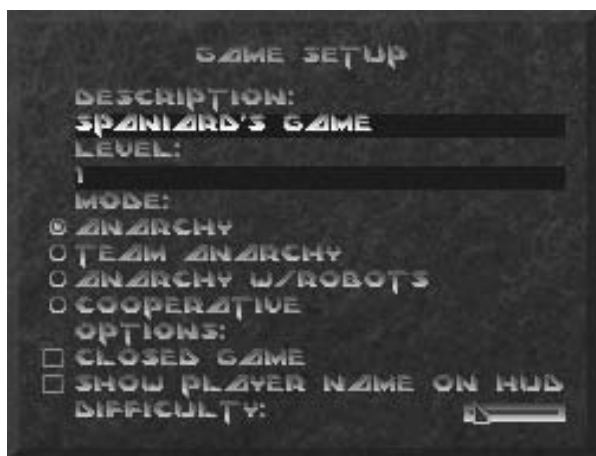 GAME SETUP
DESCRIPTION:
SPANIARD'S GAME
LEVEL:
1
MODE:
ANARCHY
TEAM ANARCHY
ANARCHY W/ROBOTS
COOPERATIVE
OPTIONS:
CLOSED GAME
SHOW PLAYER NAME ON HUD
DIFFICULTY: